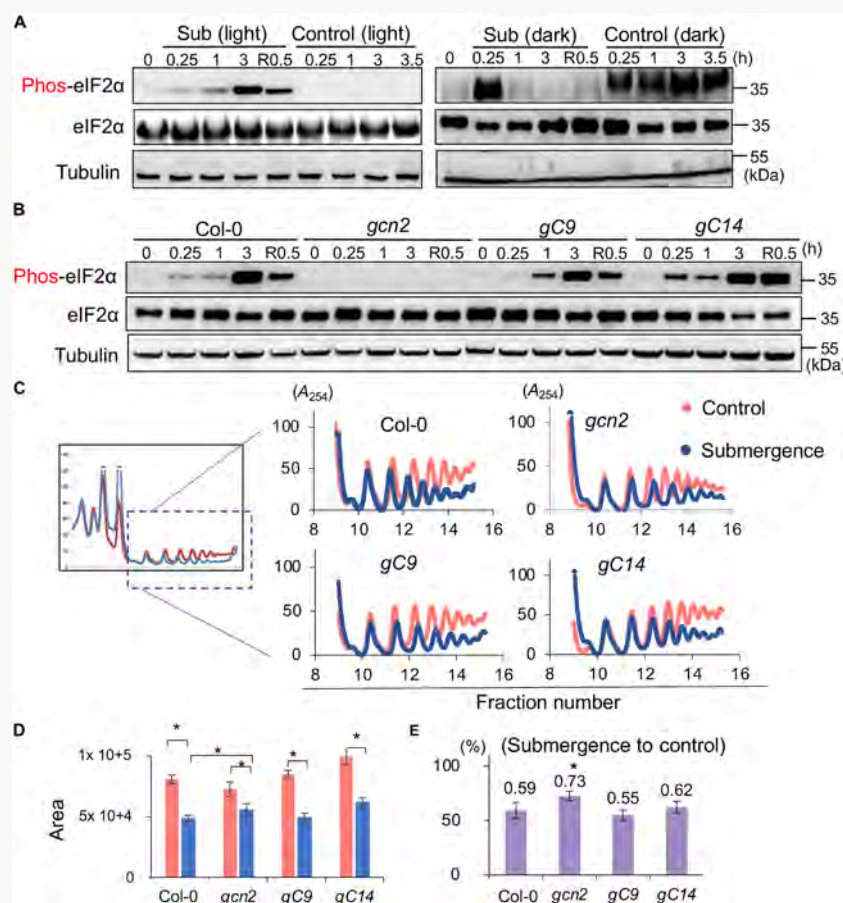 A
Sub (light) Control (light) Sub (dark) Control (dark)
0 0.25 1 3 R0.5 0.25 1 3 3.5 0 0.25 1 3 R0.5 0.25 1 3 3.5 (h)
Phos-eIF2α 35
eIF2α 35
Tubulin 55
(kDa)
B
Col-0 gcn2 gC9 gC14
0 0.25 1 3 R0.5 0 0.25 1 3 R0.5 0 0.25 1 3 R0.5 0 0.25 1 3 R0.5 (h)
Phos-eIF2α 35
eIF2α 35
Tubulin 55
(kDa)
C
(A254) (A254)
100 Col-0 100 gcn2 Control
50 50 Submergence
0 0
8 10 12 14 16 8 10 12 14 16
100 gC9 100 gC14
50 50
0 0
8 10 12 14 16 8 10 12 14 16
Fraction number
D
1x 10+5
5x 10+4
0
Area
* * * * *
Col-0 gcn2 gC9 gC14
E
(%) (Submergence to control)
100
50
0
*
0.59 0.73 0.55 0.62
Col-0 gcn2 gC9 gC14